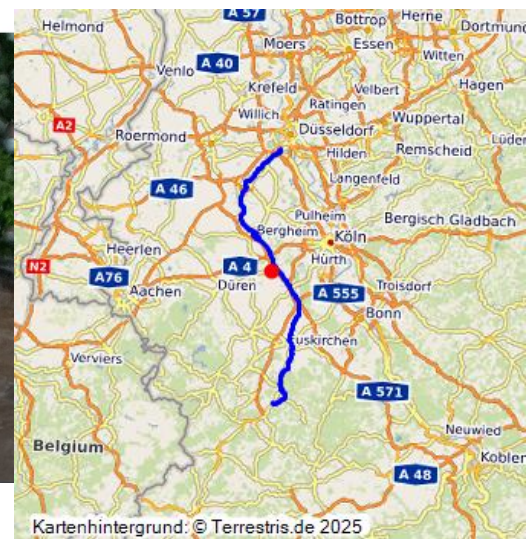 A 57
Herne
Helmond
Bottrop
Dortmund
Essen
Moers
Witten
A 40
Venlo
Krefeld
Velbert
Hagen
Ratingen
Willich
A2
Düsseldorf
Wuppertal
Roermond
Lüden
Hilden
Remscheid
A 46
Langenfeld
Pulheim
Bergisch Gladbach
Bergheim
Köln
Heerlen
N2
A 4
Hürth
A76
Düren
Troisdorf
Aachen
A 555
Bonn
Verviers
Euskirchen
A 571
Neuwied
Belgium
Koblen
A 48
Kartenhintergrund: © Terrestris.de 2025